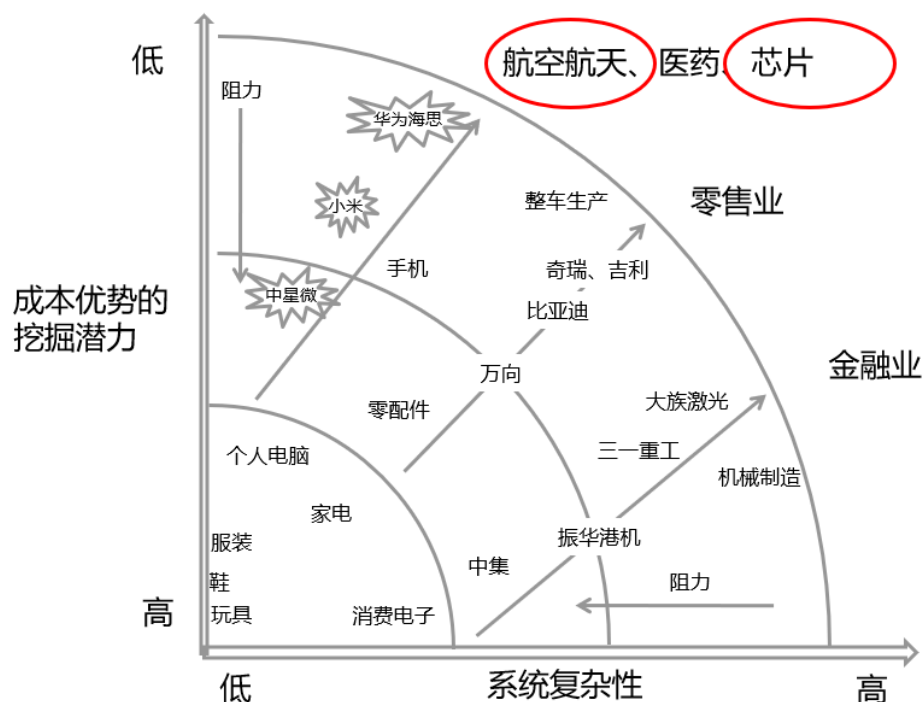 低
航空航天、医药、芯片
阻力
华为海思
整车生产
零售业
小米
手机
奇瑞、吉利
中星微
比亚迪
成本优势的
挖掘潜力
万向
金融业
零配件
大族激光
个人电脑
三一重工
机械制造
家电
服装
振华港机
中集
鞋
阻力
高
玩具
消费电子
低
系统复杂性
高